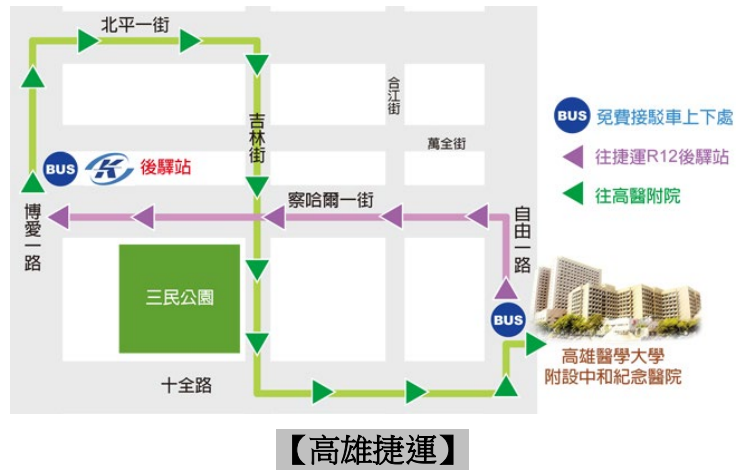 北平一街
吉林街
合江街
萬全街
BUS
K
後驛站
察哈爾一街
博愛一路
自由一路
三民公園
BUS
十全路
高雄醫學大學
附設中和紀念醫院
BUS 免費接駁車上下處
往捷運R12後驛站
往高醫附院
【高雄捷運】